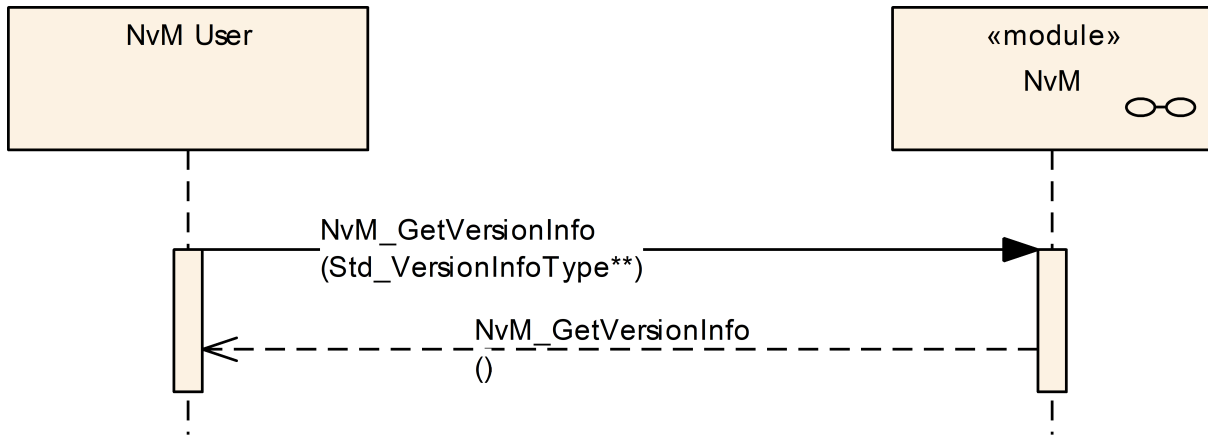 NvM User
«module»
NvM
NvM_GetVersionInfo
(Std_VersionInfoType**)
NvM_GetVersionInfo
()